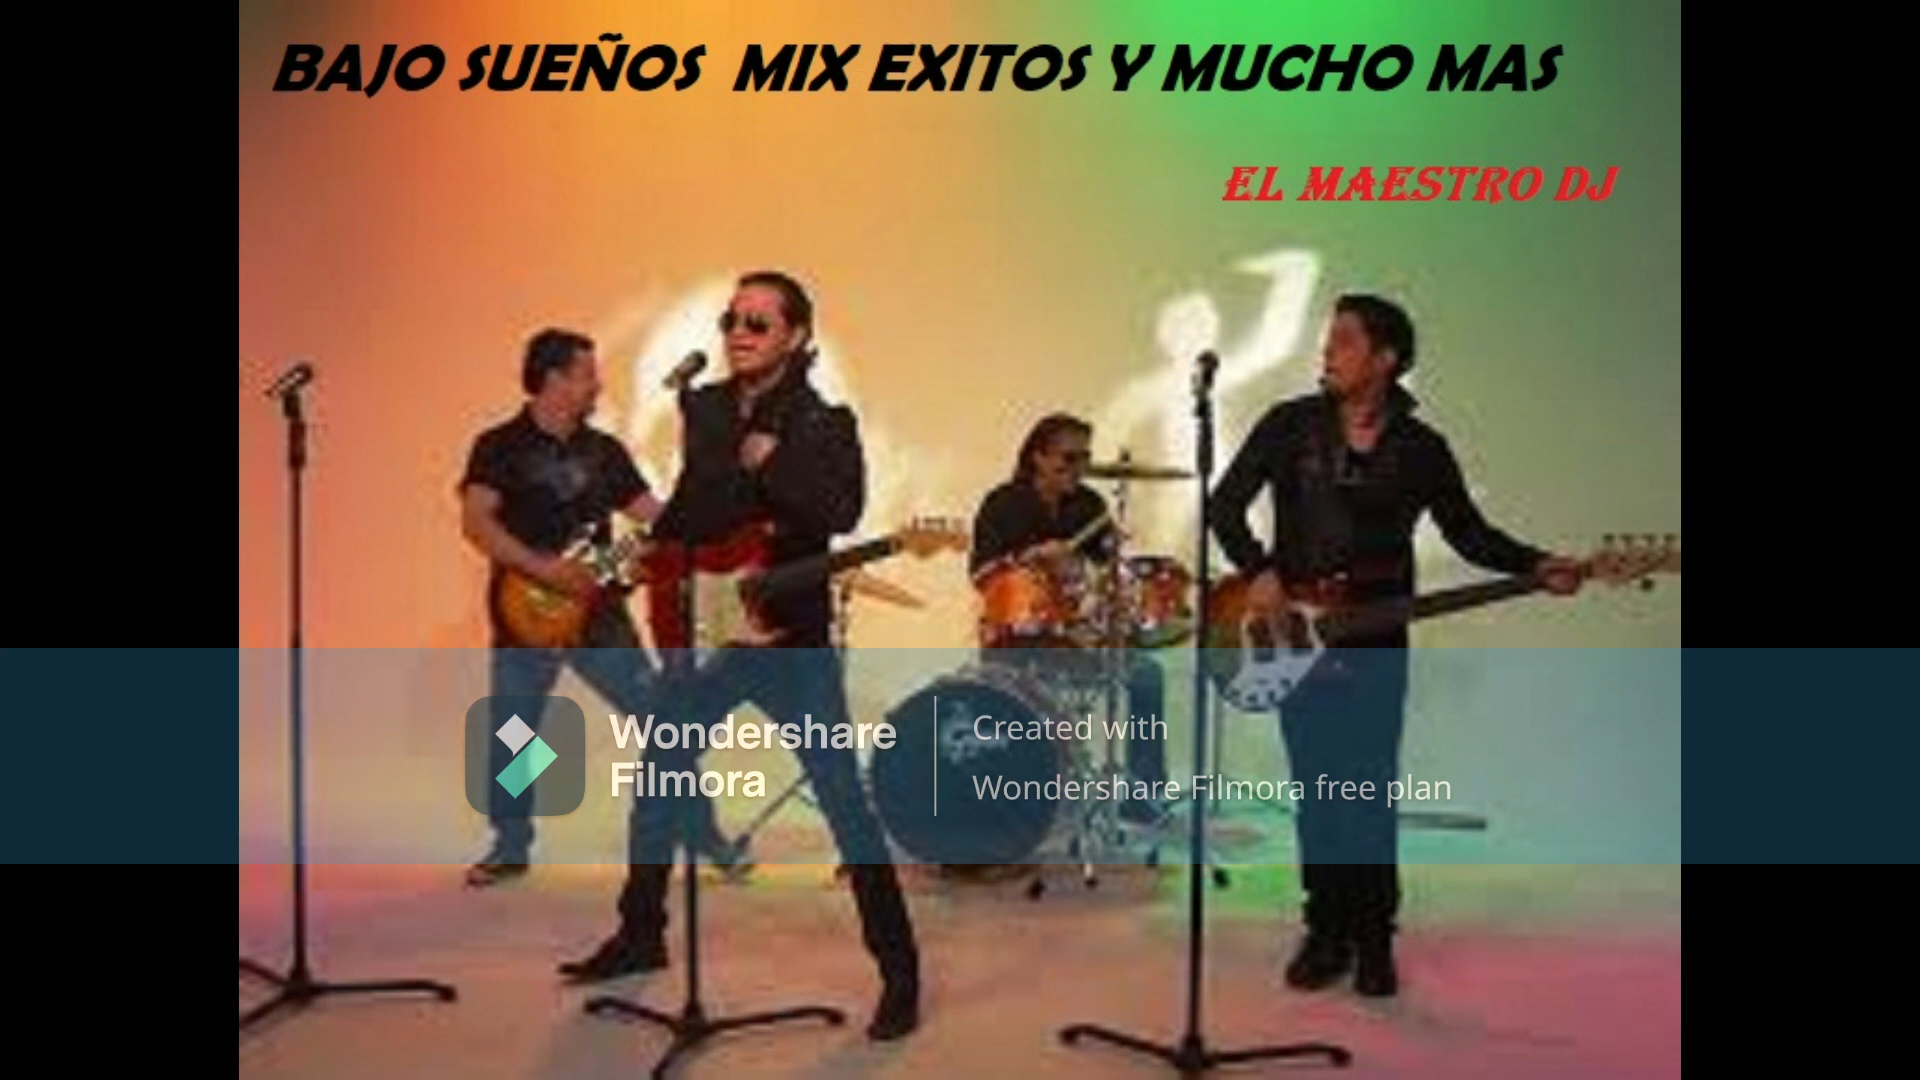 BAJO SUEÑOS MIX EXITOS Y MUCHO MAS
EL MAESTRO DJ
Wondershare
Filmora
Created with
Wondershare Filmora free plan